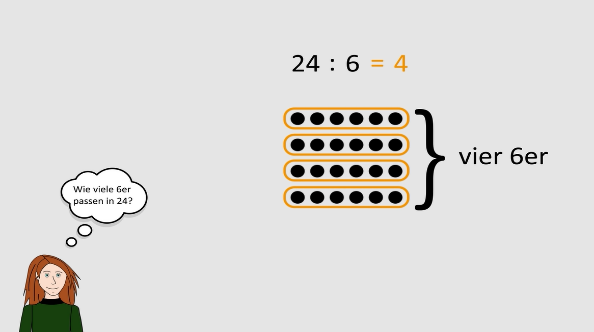 24 : 6 = 4
vier 6er
Wie viele 6er
passen in 24?